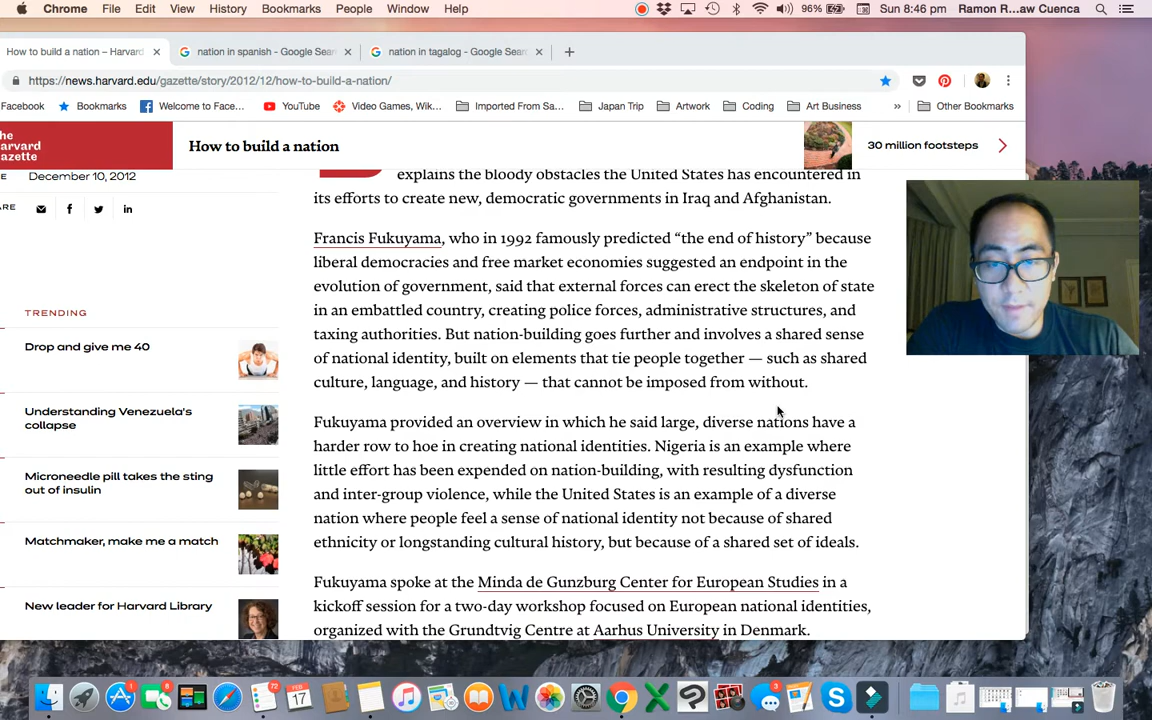 Chrome File Edit View History Bookmarks People Window Help 96% Sun 8:46 pm Ramon R...aw Cuenca
How to build a nation – Harvard nation in spanish - Google Sear nation in tagalog - Google Sear
https://news.harvard.edu/gazette/story/2012/12/how-to-build-a-nation/
Facebook Bookmarks Welcome to Face... YouTube Video Games, Wik... Imported From Sa... Japan Trip Artwork Coding Art Business » Other Bookmarks
he
arvard
azette
How to build a nation
30 million footsteps
E December 10, 2012
ARE
TRENDING
Drop and give me 40
Understanding Venezuela's
collapse
Microneedle pill takes the sting
out of insulin
Matchmaker, make me a match
New leader for Harvard Library
explains the bloody obstacles the United States has encountered in
its efforts to create new, democratic governments in Iraq and Afghanistan.
Francis Fukuyama, who in 1992 famously predicted “the end of history” because
liberal democracies and free market economies suggested an endpoint in the
evolution of government, said that external forces can erect the skeleton of state
in an embattled country, creating police forces, administrative structures, and
taxing authorities. But nation-building goes further and involves a shared sense
of national identity, built on elements that tie people together — such as shared
culture, language, and history — that cannot be imposed from without.
Fukuyama provided an overview in which he said large, diverse nations have a
harder row to hoe in creating national identities. Nigeria is an example where
little effort has been expended on nation-building, with resulting dysfunction
and inter-group violence, while the United States is an example of a diverse
nation where people feel a sense of national identity not because of shared
ethnicity or longstanding cultural history, but because of a shared set of ideals.
Fukuyama spoke at the Minda de Gunzburg Center for European Studies in a
kickoff session for a two-day workshop focused on European national identities,
organized with the Grundtvig Centre at Aarhus University in Denmark.
1 8 72 FEB 17 3